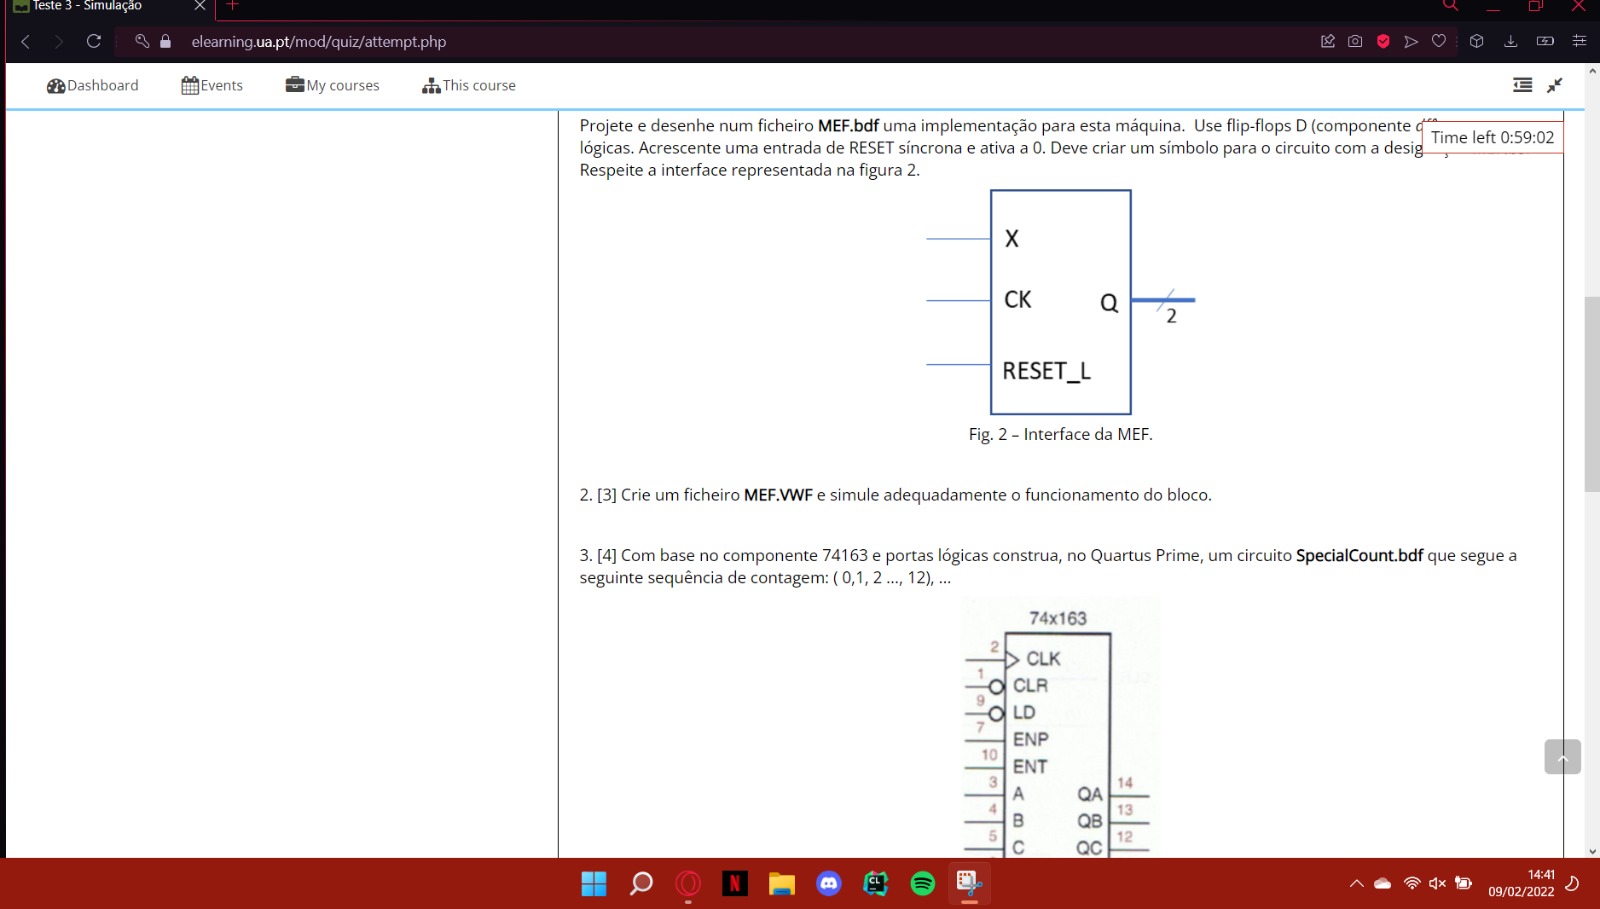 Teste 3 - Simulação
elearning.ua.pt/mod/quiz/attempt.php
Dashboard Events My courses This course
Projete e desenhe num ficheiro MEF.bdf uma implementação para esta máquina. Use flip-flops D (componente
Time left 0:59:02
lógicas. Acrescente uma entrada de RESET síncrona e ativa a 0. Deve criar um símbolo para o circuito com a
Respeite a interface representada na figura 2.
X
CK Q
2
RESET_L
Fig. 2 – Interface da MEF.
2. [3] Crie um ficheiro MEF.VWF e simule adequadamente o funcionamento do bloco.
3. [4] Com base no componente 74163 e portas lógicas construa, no Quartus Prime, um circuito SpecialCount.bdf que segue a
seguinte sequência de contagem: ( 0,1, 2 ..., 12), ...
74x163
2 CLK
1 CLR
9 LD
7 ENP
10 ENT
3 A QA 14
4 B QB 13
5 C QC 12
N
CL
14:41
09/02/2022